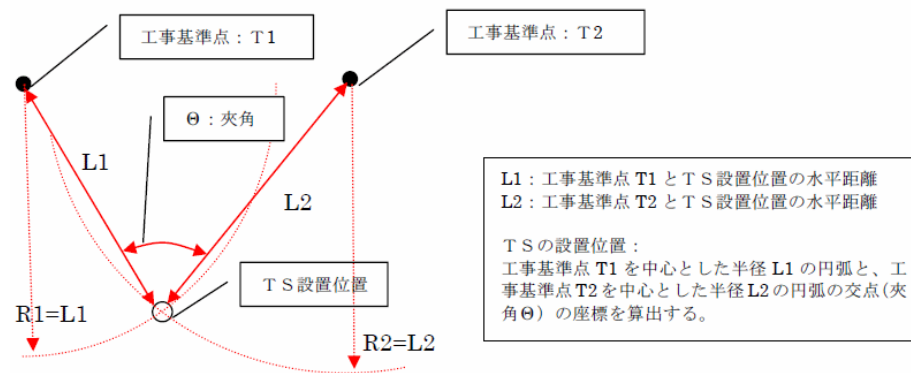 工事基準点：T1
工事基準点：T2
Θ：夾角
L1
L2
TS設置位置
R1=L1
R2=L2
L1：工事基準点 T1 とTS設置位置の水平距離
L2：工事基準点 T2 とTS設置位置の水平距離
TSの設置位置：
工事基準点 T1 を中心とした半径 L1 の円弧と、工
事基準点 T2 を中心とした半径 L2 の円弧の交点(夾
角Θ）の座標を算出する。